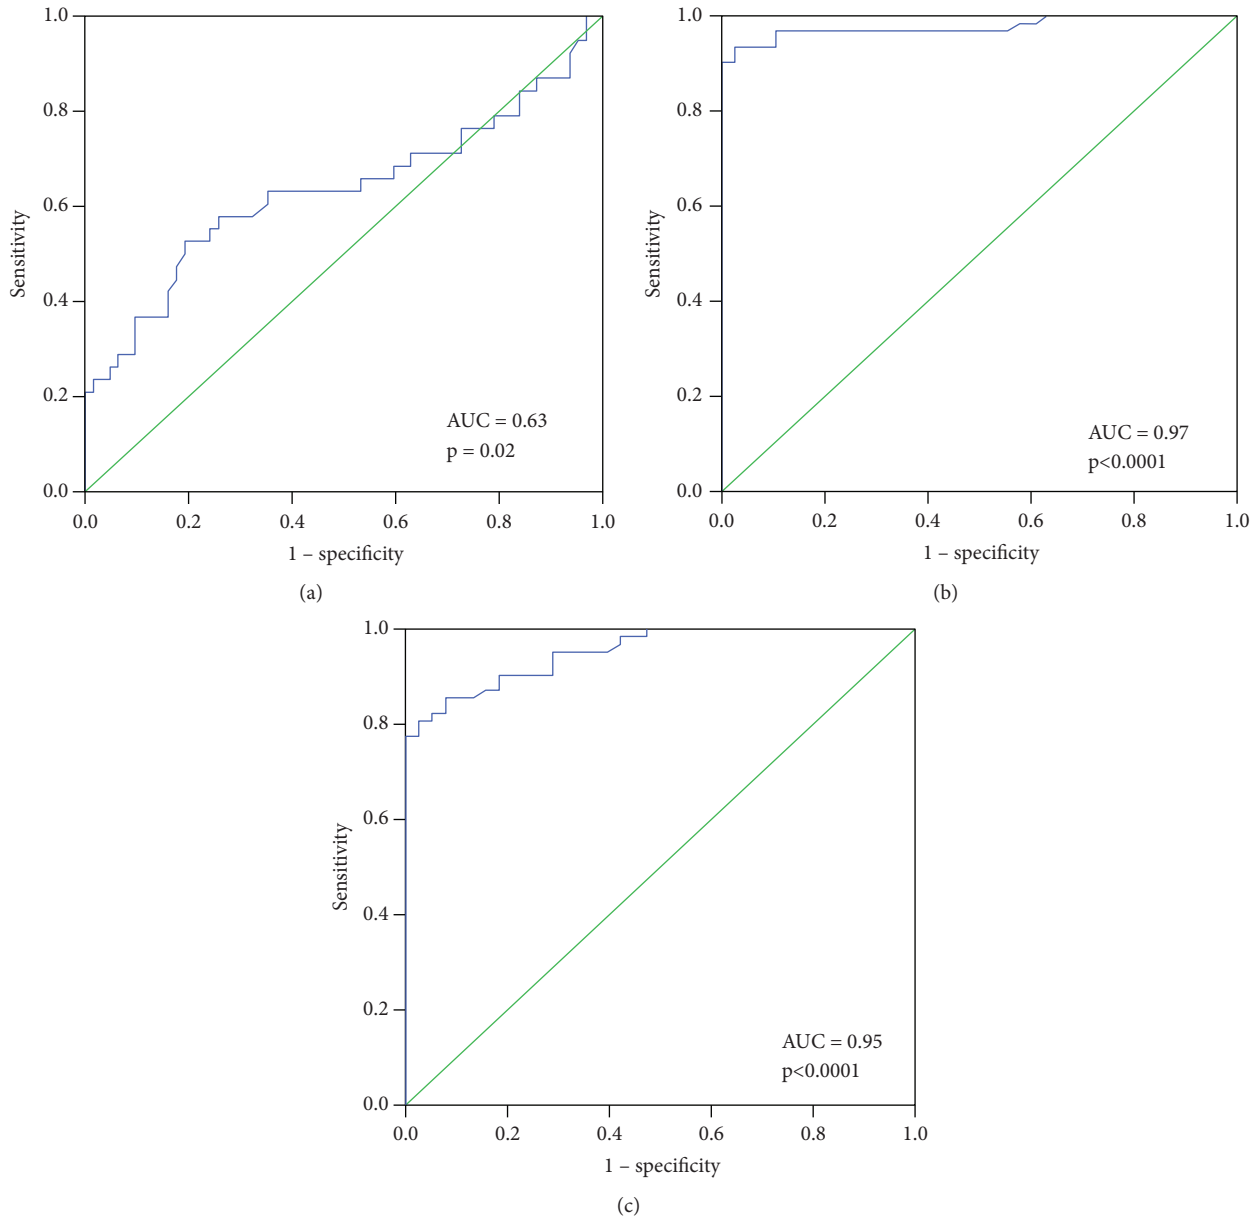 1.0
0.8
0.6
0.4
0.2
0.0
Sensitivity
AUC = 0.63
p = 0.02
0.0 0.2 0.4 0.6 0.8 1.0
1 – specificity
(a)
1.0
0.8
0.6
0.4
0.2
0.0
Sensitivity
AUC = 0.97
p<0.0001
0.0 0.2 0.4 0.6 0.8 1.0
1 – specificity
(b)
1.0
0.8
0.6
0.4
0.2
0.0
Sensitivity
AUC = 0.95
p<0.0001
0.0 0.2 0.4 0.6 0.8 1.0
1 – specificity
(c)